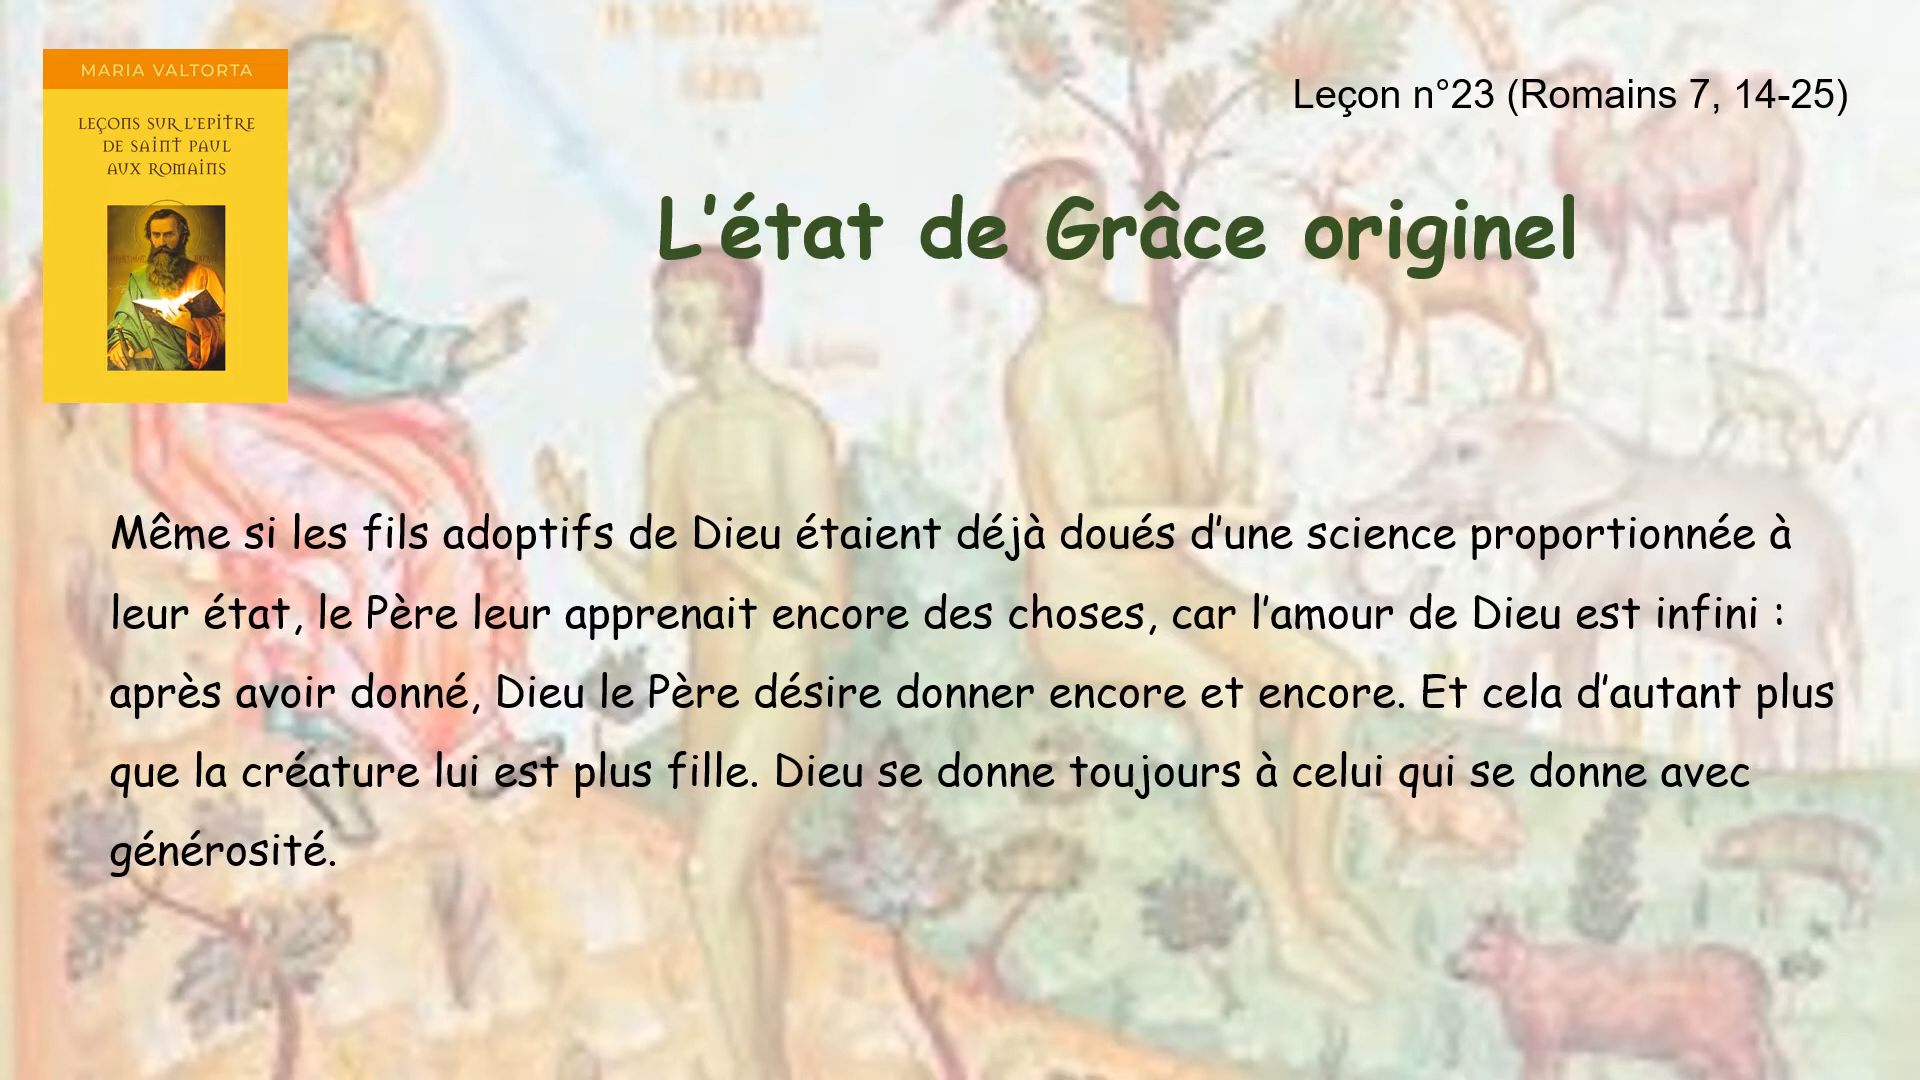 MARIA VALTORTA
LEÇONS SUR L'EPITRE
DE SAINT PAUL
AUX ROMAINS
Leçon n°23 (Romains 7, 14-25)
L’état de Grâce originel
Même si les fils adoptifs de Dieu étaient déjà doués d’une science proportionnée à
leur état, le Père leur apprenait encore des choses, car l’amour de Dieu est infini :
après avoir donné, Dieu le Père désire donner encore et encore. Et cela d’autant plus
que la créature lui est plus fille. Dieu se donne toujours à celui qui se donne avec
générosité.